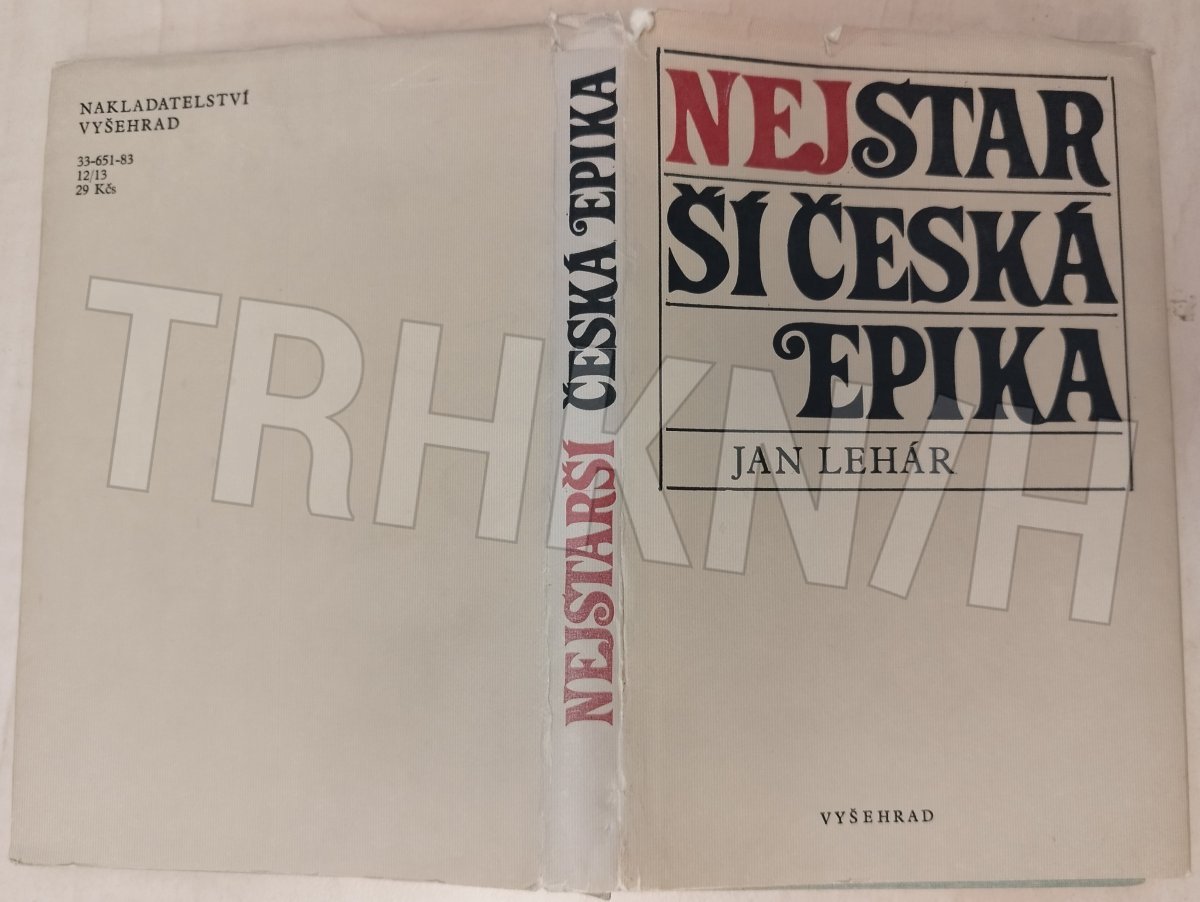 NAKLADATELSTVÍ
VYŠEHRAD
33-651-83
12/13
29 Kčs
NEJSTARŠÍ ČESKÁ EPIKA
NEJSTAR
ŠÍ ČESKÁ
EPIKA
JAN LEHÁR
VYŠEHRAD
TRHKNIH